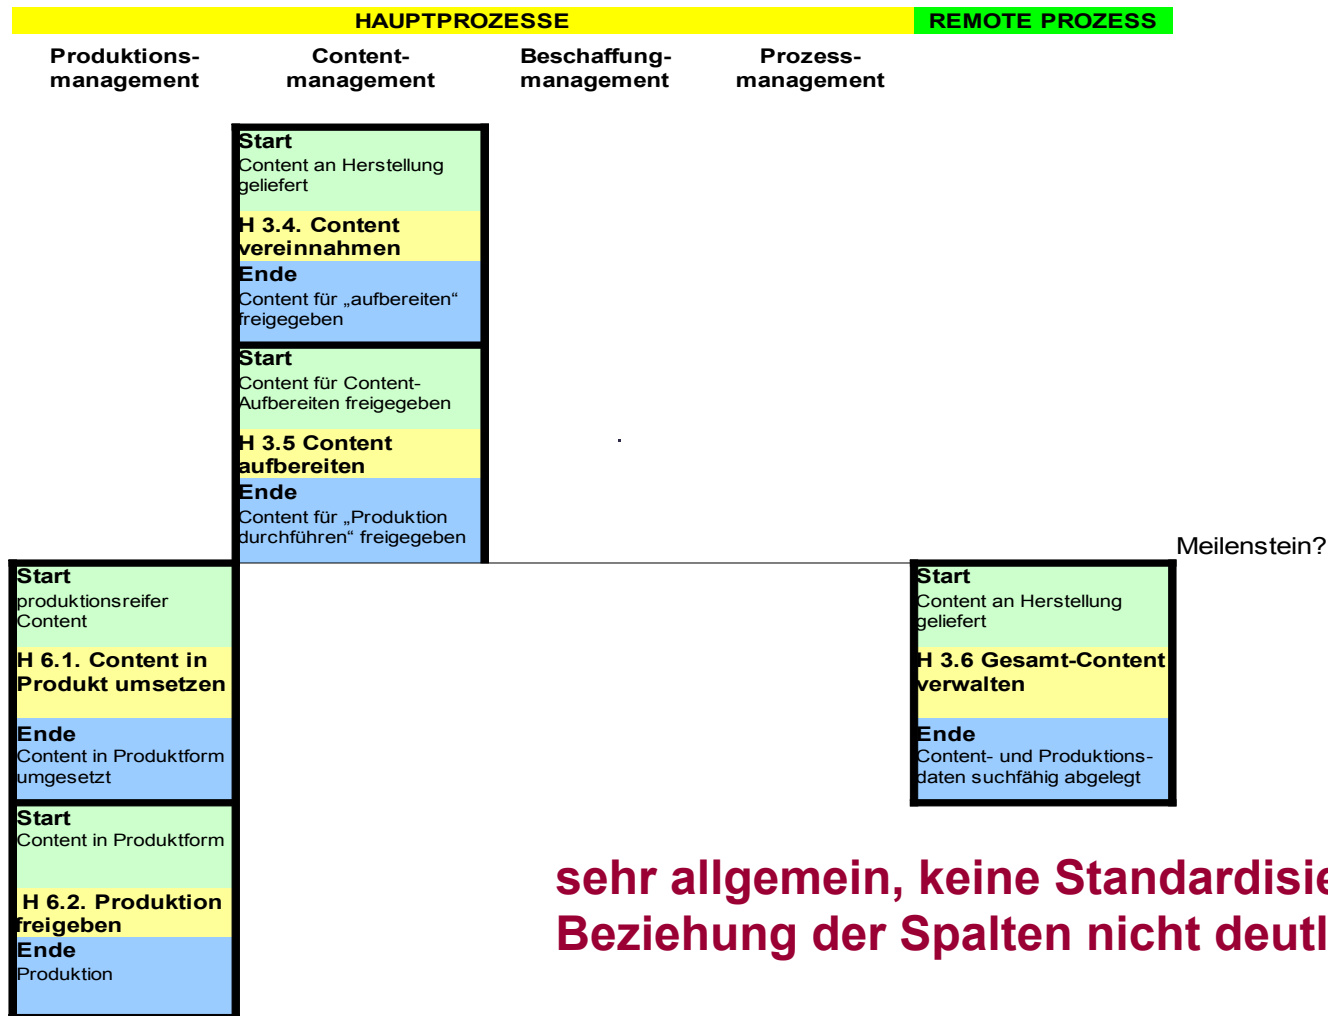 HAUPTPROZESSE
REMOTE PROZESS
Produktions-
management
Content-
management
Beschaffung-
management
Prozess-
management
Start
Content an Herstellung
geliefert
H 3.4. Content
vereinnahmen
Ende
Content für „aufbereiten“
freigegeben
Start
Content für Content-
Aufbereiten freigegeben
H 3.5 Content
aufbereiten
Ende
Content für „Produktion
durchführen“ freigegeben
Meilenstein?
Start
produktionsreifer
Content
H 6.1. Content in
Produkt umsetzen
Ende
Content in Produktform
umgesetzt
Start
Content an Herstellung
geliefert
H 3.6 Gesamt-Content
verwalten
Ende
Content- und Produktions-
daten suchfähig abgelegt
Start
Content in Produktform
H 6.2. Produktion
freigeben
Ende
Produktion
sehr allgemein, keine
Beziehung der Spalten nicht